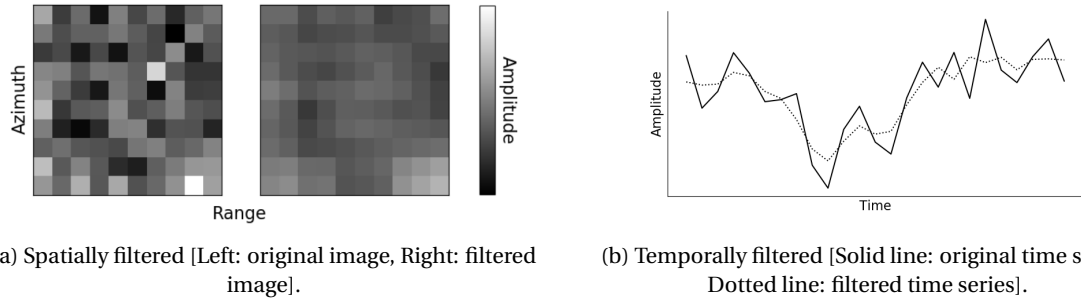 Azimuth
Range
Amplitude
Amplitude
Time
a) Spatially filtered [Left: original image, Right: filtered
image].
(b) Temporally filtered [Solid line: original time s
Dotted line: filtered time series].